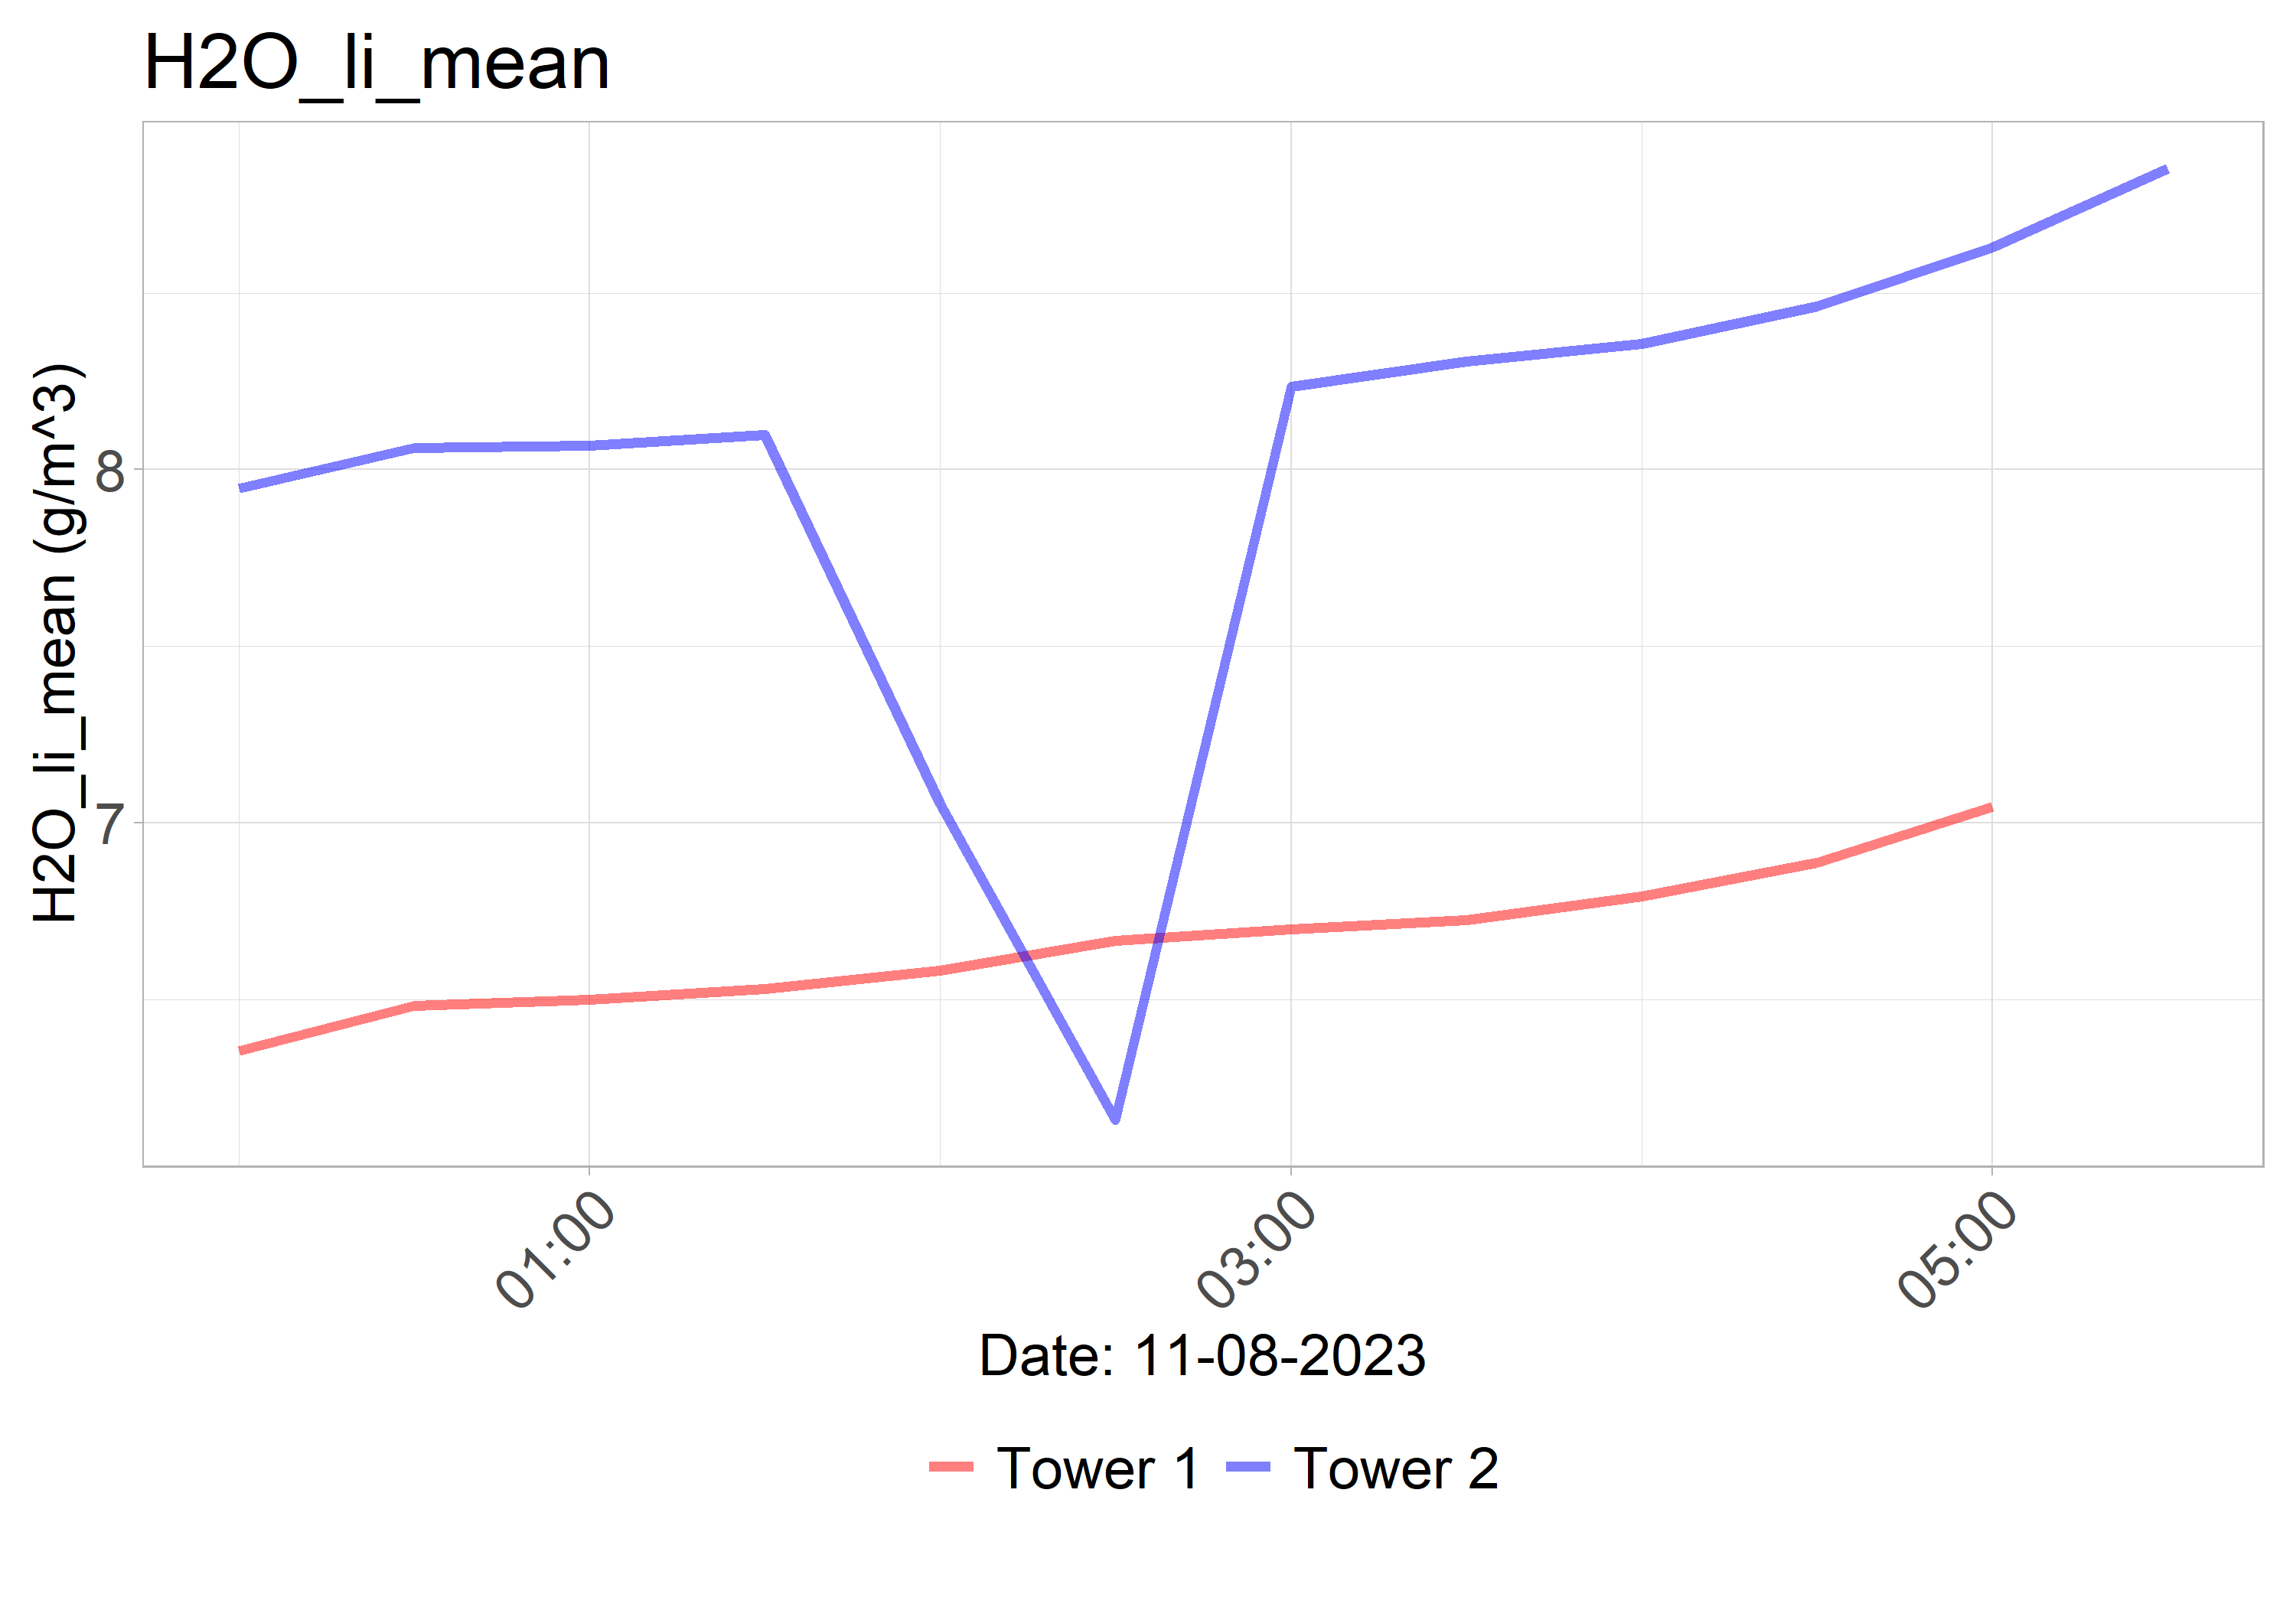 H2O_li_mean
H2O_li_mean (g/m^3)
8
7
01:00
03:00
05:00
Date: 11-08-2023
Tower 1
Tower 2